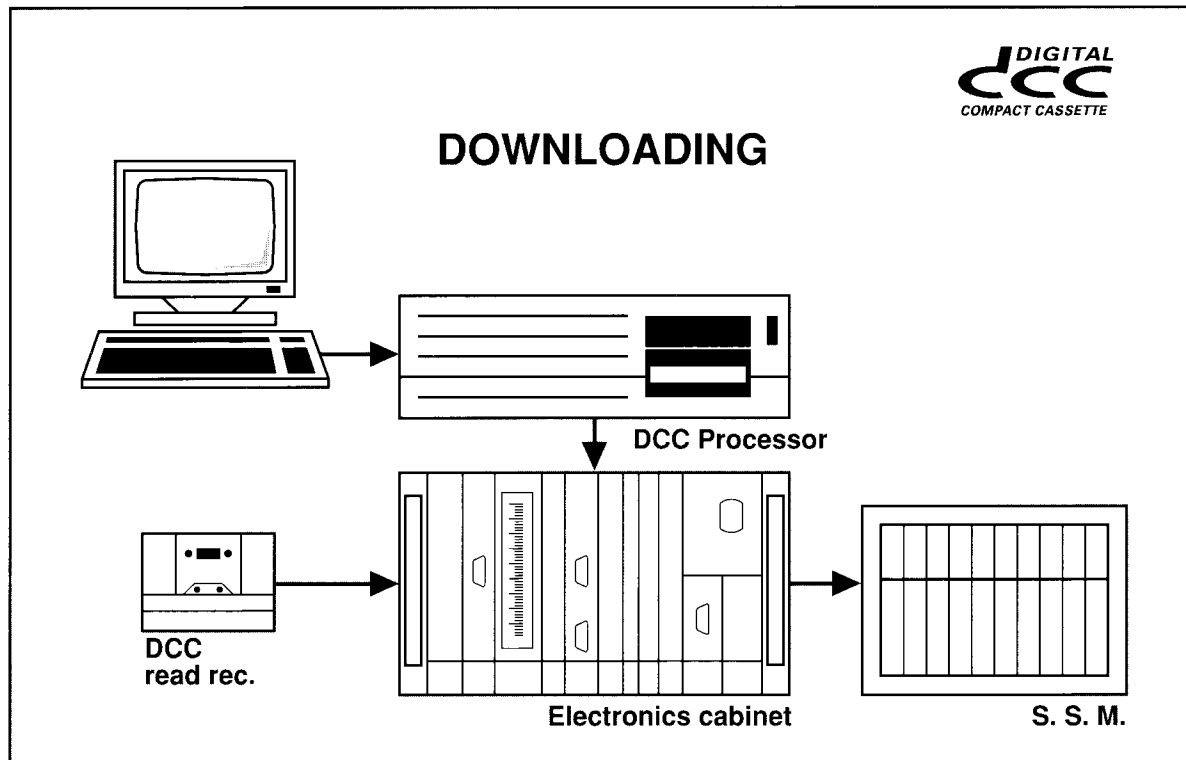 DIGITAL
dcc
COMPACT CASSETTE
DOWNLOADING
DCC Processor
DCC
read rec.
Electronics cabinet
S. S. M.